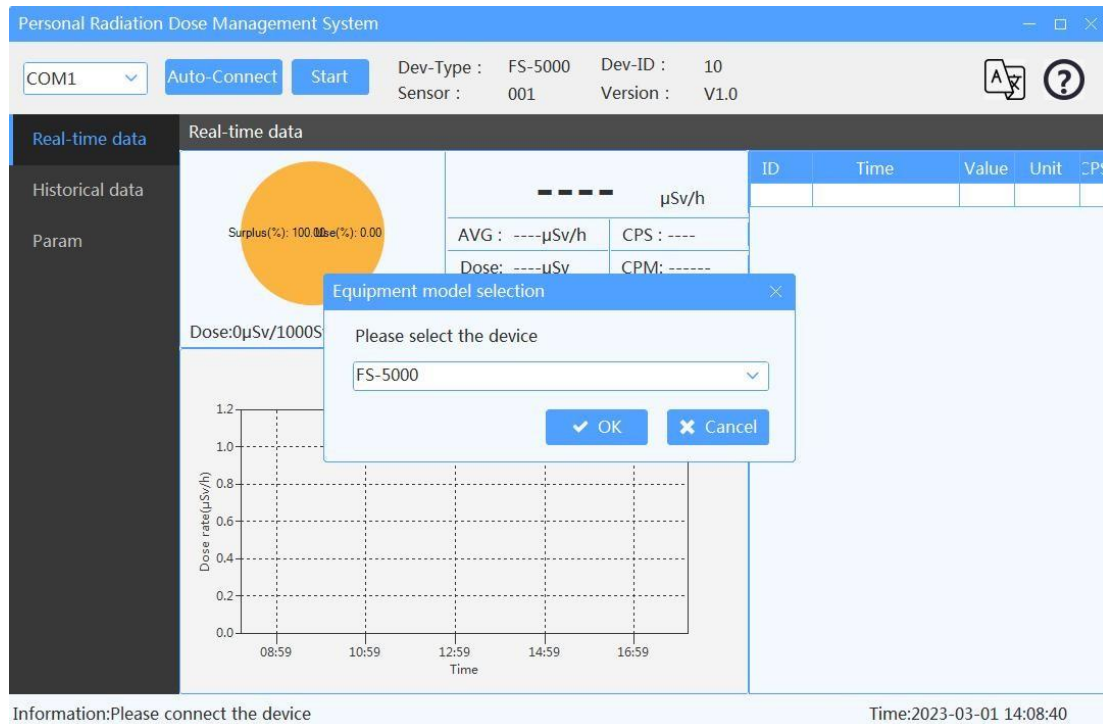 Personal Radiation Dose Management System
COM1
Auto-Connect
Start
Dev-Type : FS-5000 Dev-ID : 10
Sensor : 001 Version : V1.0
Real-time data
Historical data
Param
Real-time data
Surplus(%): 100.00 Use(%): 0.00
Dose:0μSv/1000S
---- μSv/h
AVG : ----μSv/h CPS : ----
Dose: ----μSv CPM: ------
ID Time Value Unit CPS
Equipment model selection
Please select the device
FS-5000
OK Cancel
1.2
1.0
0.8
0.6
0.4
0.2
0.0
Dose rate(μSv/h)
08:59 10:59 12:59 14:59 16:59
Time
Information:Please connect the device
Time:2023-03-01 14:08:40